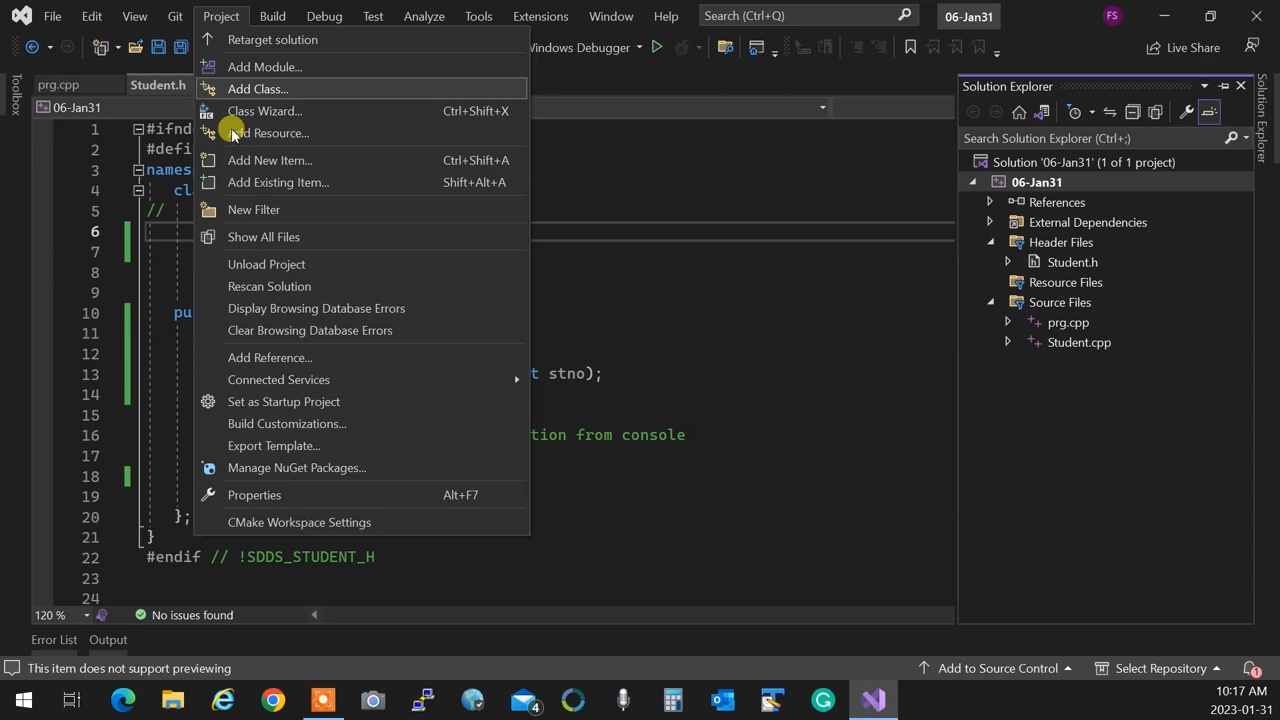 File Edit View Git Project Build Debug Test Analyze Tools Extensions Window Help Search (Ctrl+Q) 06-Jan31 FS
Windows Debugger Live Share
prg.cpp Student.h
06-Jan31
Toolbox
Retarget solution
Add Module...
Add Class...
Class Wizard... Ctrl+Shift+X
Add Resource...
Add New Item... Ctrl+Shift+A
Add Existing Item... Shift+Alt+A
New Filter
Show All Files
Unload Project
Rescan Solution
Display Browsing Database Errors
Clear Browsing Database Errors
Add Reference...
Connected Services
Set as Startup Project
Build Customizations...
Export Template...
Manage NuGet Packages...
Properties Alt+F7
CMake Workspace Settings
1 #ifn
2 #defi
3 names
4 cl
5 //
6
7
8
9
10 pu
11
12
13 t stno);
14
15
16 tion from console
17
18
19
20 };
21 }
22 #endif // !SDDS_STUDENT_H
23
24
120 % No issues found
Solution Explorer
Search Solution Explorer (Ctrl+;)
Solution '06-Jan31' (1 of 1 project)
06-Jan31
References
External Dependencies
Header Files
Student.h
Resource Files
Source Files
prg.cpp
Student.cpp
Solution Explorer
Error List Output
This item does not support previewing Add to Source Control Select Repository 1
4
10:17 AM
2023-01-31